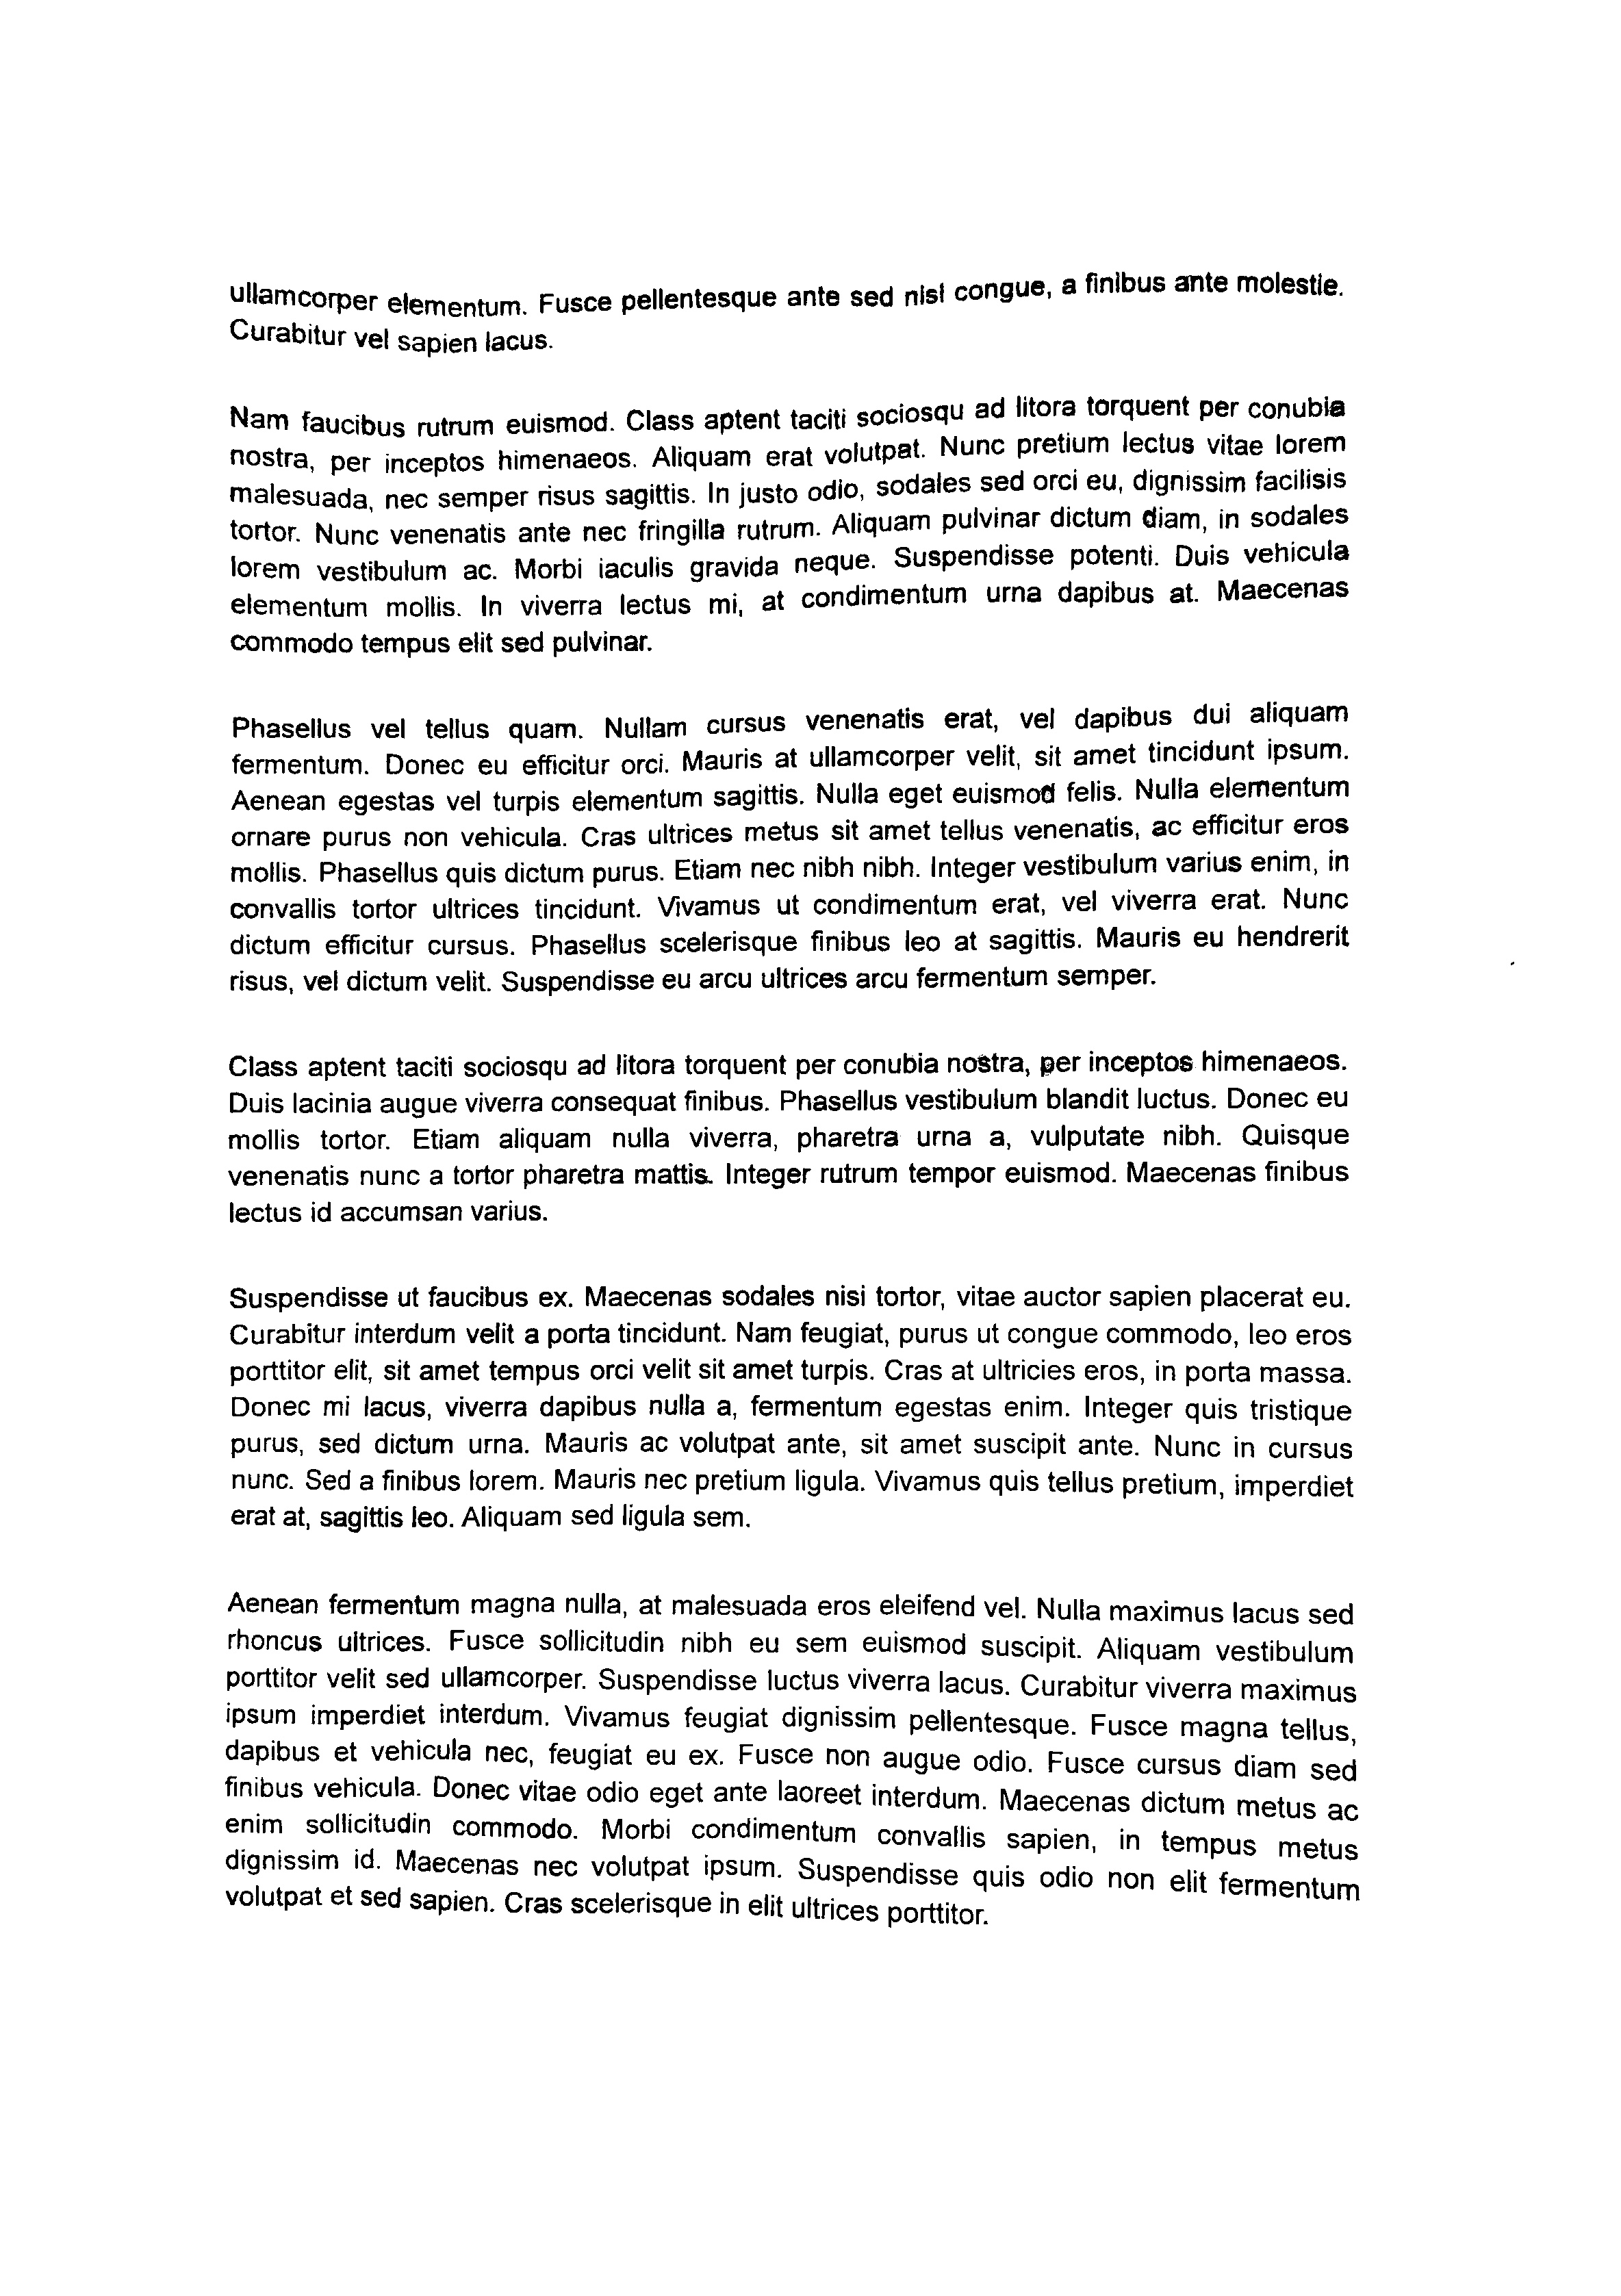 ullamcorper elementum. Fusce pellentesque ante sed nisl congue, a finibus ante molestie.
Curabitur vel sapien lacus.
Nam faucibus rutrum euismod. Class aptent taciti sociosqu ad litora torquent per conubia
nostra, per inceptos himenaeos. Aliquam erat volutpat. Nunc pretium lectus vitae lorem
malesuada, nec semper risus sagittis. In justo odio, sodales sed orci eu, dignissim facilisis
tortor. Nunc venenatis ante nec fringilla rutrum. Aliquam pulvinar dictum diam, in sodales
lorem vestibulum ac. Morbi iaculis gravida neque. Suspendisse potenti. Duis vehicula
elementum mollis. In viverra lectus mi, at condimentum urna dapibus at. Maecenas
commodo tempus elit sed pulvinar.
Phasellus vel tellus quam. Nullam cursus venenatis erat, vel dapibus dui aliquam
fermentum. Donec eu efficitur orci. Mauris at ullamcorper velit, sit amet tincidunt ipsum.
Aenean egestas vel turpis elementum sagittis. Nulla eget euismod felis. Nulla elementum
ornare purus non vehicula. Cras ultrices metus sit amet tellus venenatis, ac efficitur eros
mollis. Phasellus quis dictum purus. Etiam nec nibh nibh. Integer vestibulum varius enim, in
convallis tortor ultrices tincidunt. Vivamus ut condimentum erat, vel viverra erat. Nunc
dictum efficitur cursus. Phasellus scelerisque finibus leo at sagittis. Mauris eu hendrerit
risus, vel dictum velit. Suspendisse eu arcu ultrices arcu fermentum semper.
Class aptent taciti sociosqu ad litora torquent per conubia nostra, per inceptos himenaeos.
Duis lacinia augue viverra consequat finibus. Phasellus vestibulum blandit luctus. Donec eu
mollis tortor. Etiam aliquam nulla viverra, pharetra urna a, vulputate nibh. Quisque
venenatis nunc a tortor pharetra mattis. Integer rutrum tempor euismod. Maecenas finibus
lectus id accumsan varius.
Suspendisse ut faucibus ex. Maecenas sodales nisi tortor, vitae auctor sapien placerat eu.
Curabitur interdum velit a porta tincidunt. Nam feugiat, purus ut congue commodo, leo eros
porttitor elit, sit amet tempus orci velit sit amet turpis. Cras at ultricies eros, in porta massa.
Donec mi lacus, viverra dapibus nulla a, fermentum egestas enim. Integer quis tristique
purus, sed dictum urna. Mauris ac volutpat ante, sit amet suscipit ante. Nunc in cursus
nunc. Sed a finibus lorem. Mauris nec pretium ligula. Vivamus quis tellus pretium, imperdiet
erat at, sagittis leo. Aliquam sed ligula sem.
Aenean fermentum magna nulla, at malesuada eros eleifend vel. Nulla maximus lacus sed
rhoncus ultrices. Fusce sollicitudin nibh eu sem euismod suscipit. Aliquam vestibulum
porttitor velit sed ullamcorper. Suspendisse luctus viverra lacus. Curabitur viverra maximus
ipsum imperdiet interdum. Vivamus feugiat dignissim pellentesque. Fusce magna tellus,
dapibus et vehicula nec, feugiat eu ex. Fusce non augue odio. Fusce cursus diam sed
finibus vehicula. Donec vitae odio eget ante laoreet interdum. Maecenas dictum metus ac
enim sollicitudin commodo. Morbi condimentum convallis sapien, in tempus metus
dignissim id. Maecenas nec volutpat ipsum. Suspendisse quis odio non elit fermentum
volutpat et sed sapien. Cras scelerisque in elit ultrices porttitor.